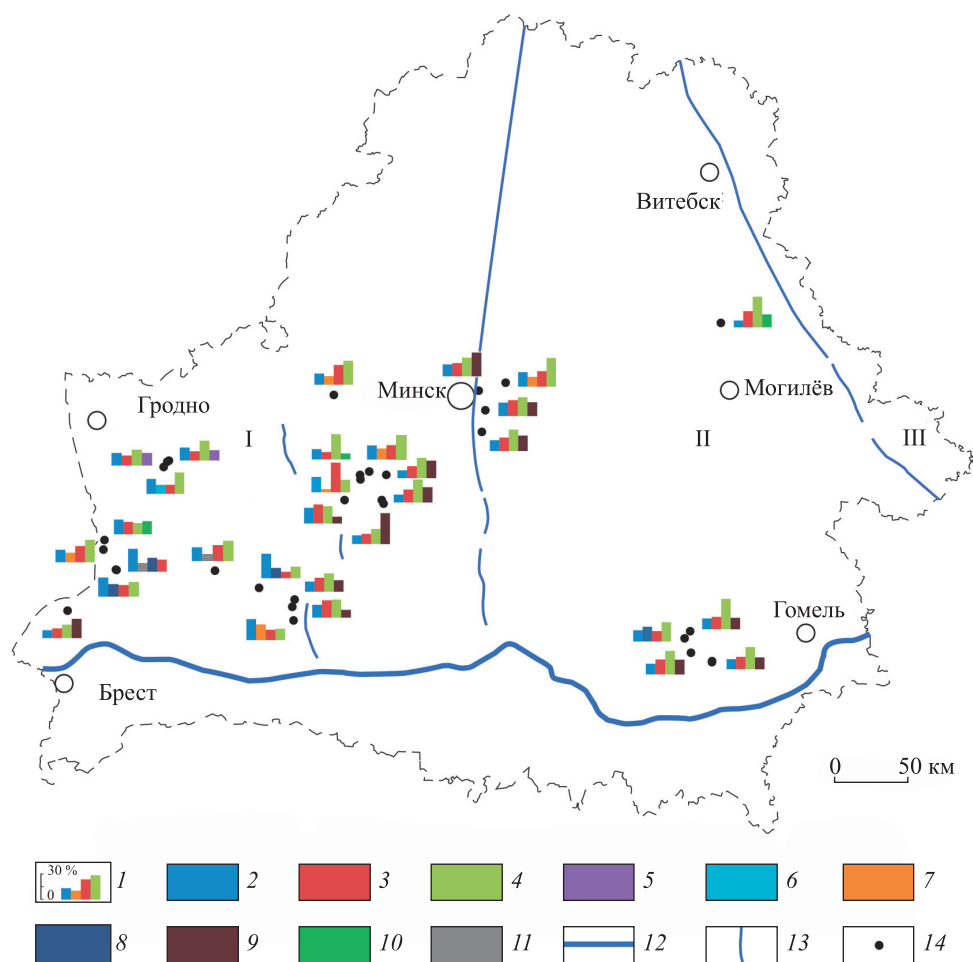 Витебск
Могилёв
Минск
Гродно
I
II
III
Гомель
Брест
0 50 км
30 %
0
1 2 3 4 5 6 7
8 9 10 11 12 13 14